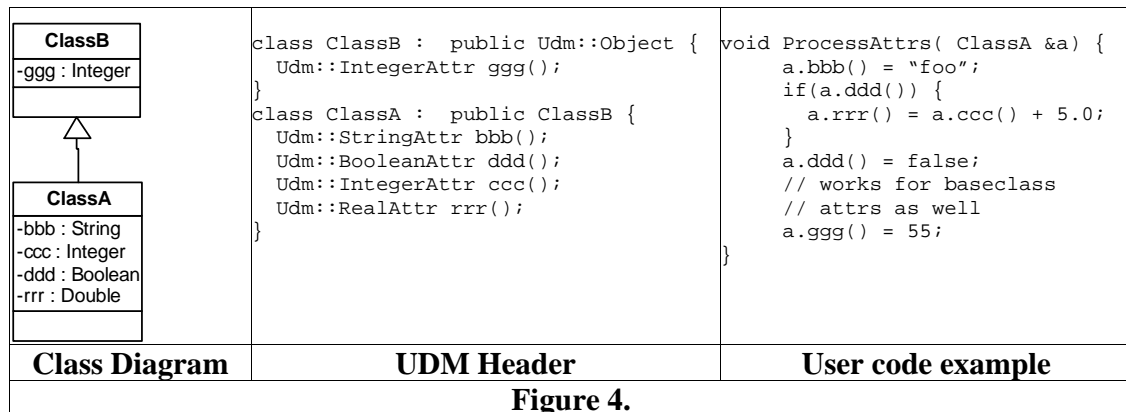 ClassB
-ggg : Integer
ClassA
-bbb : String
-ccc : Integer
-ddd : Boolean
-rrr : Double
class ClassB :  public Udm::Object {
  Udm::IntegerAttr ggg();
}
class ClassA :  public ClassB {
  Udm::StringAttr bbb();
  Udm::BooleanAttr ddd();
  Udm::IntegerAttr ccc();
  Udm::RealAttr rrr();
}
void ProcessAttrs( ClassA &a) {
     a.bbb() = “foo”;
     if(a.ddd()) {
       a.rrr() = a.ccc() + 5.0;
     }
     a.ddd() = false;
     // works for baseclass
     // attrs as well
     a.ggg() = 55;
}
Class Diagram
UDM Header
User code example
Figure 4.